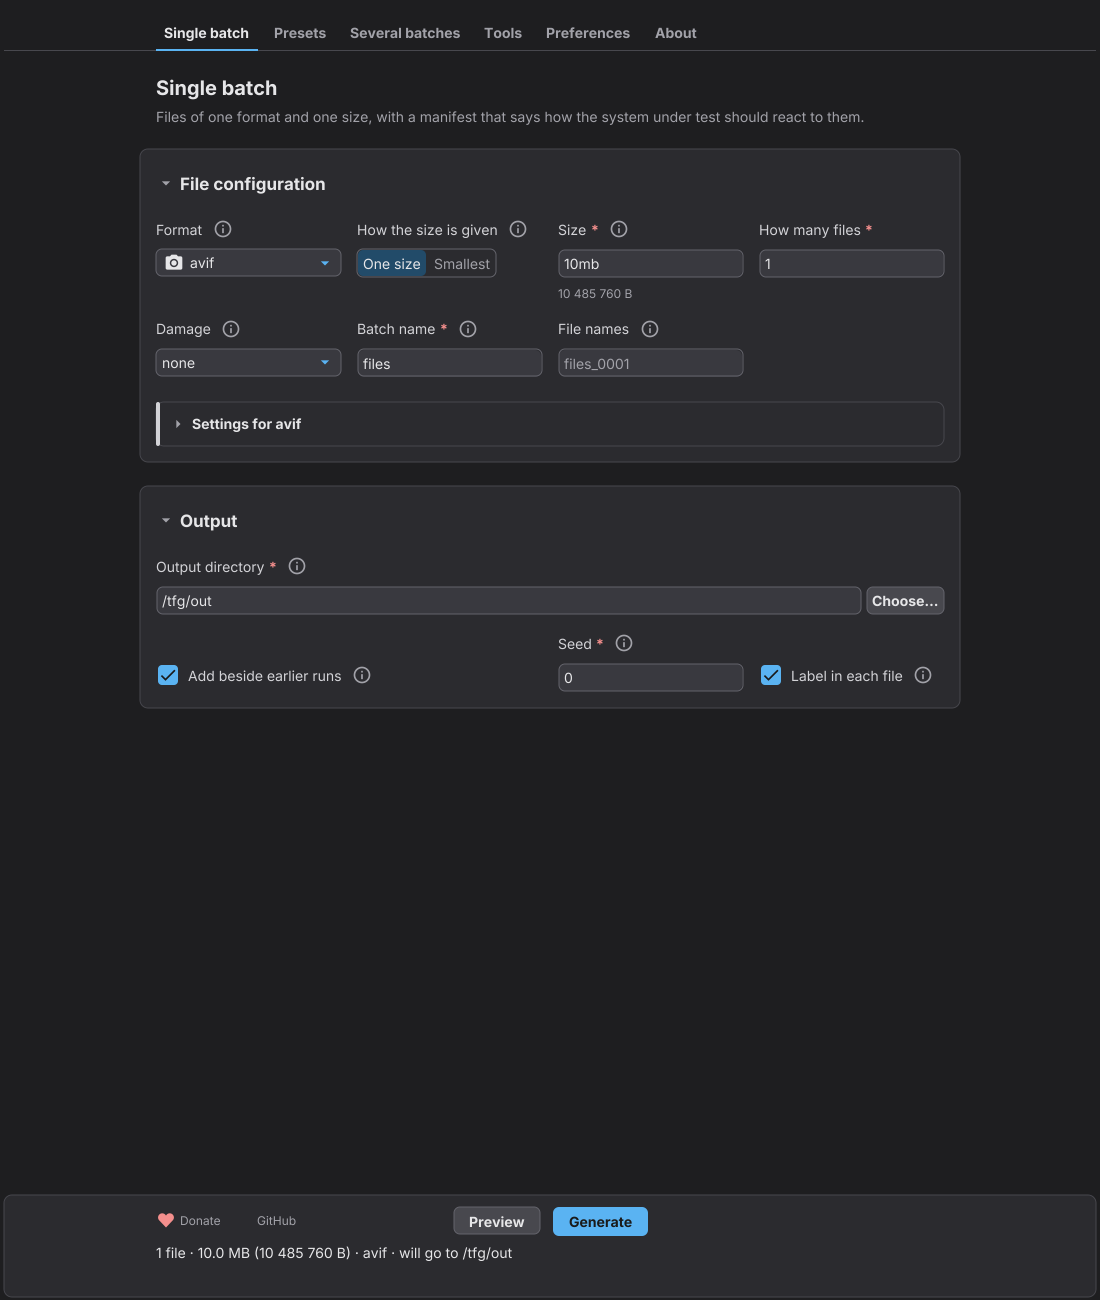 Single batch Presets Several batches Tools Preferences About
Single batch
Files of one format and one size, with a manifest that says how the system under test should react to them.
File configuration
Format How the size is given Size * How many files *
avif One size Smallest 10mb 1
10 485 760 B
Damage Batch name * File names
none files files_0001
Settings for avif
Output
Output directory *
/tfg/out Choose...
Seed *
Add beside earlier runs 0 Label in each file
Donate GitHub Preview Generate
1 file · 10.0 MB (10 485 760 B) · avif · will go to /tfg/out